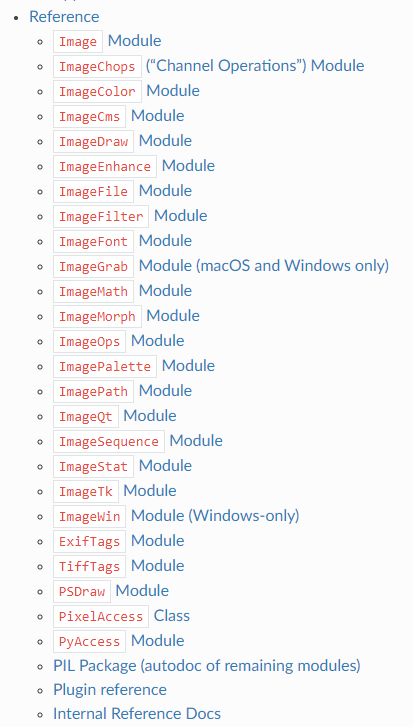 Reference
Image Module
ImageChops (“Channel Operations”) Module
ImageColor Module
ImageCms Module
ImageDraw Module
ImageEnhance Module
ImageFile Module
ImageFilter Module
ImageFont Module
ImageGrab Module (macOS and Windows only)
ImageMath Module
ImageMorph Module
ImageOps Module
ImagePalette Module
ImagePath Module
ImageQt Module
ImageSequence Module
ImageStat Module
ImageTk Module
ImageWin Module (Windows-only)
ExifTags Module
TiffTags Module
PSDraw Module
PixelAccess Class
PyAccess Module
PIL Package (autodoc of remaining modules)
Plugin reference
Internal Reference Docs